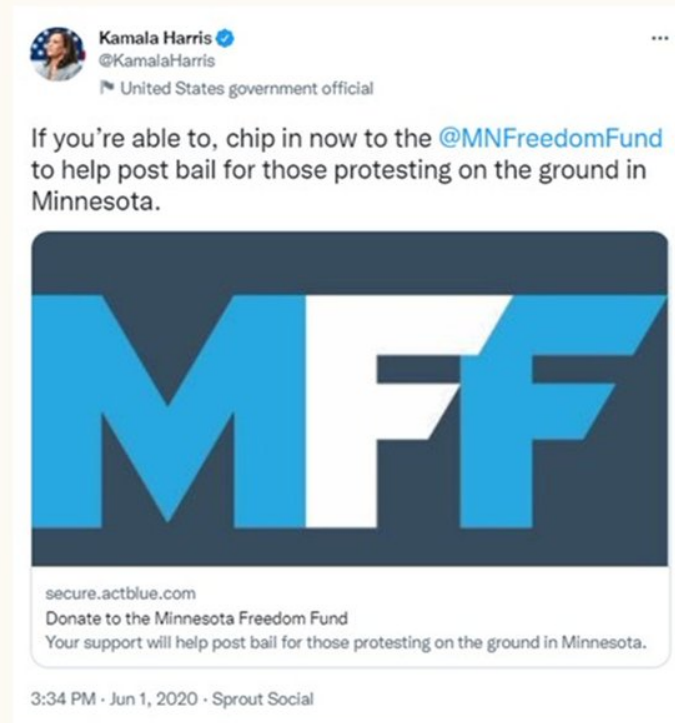 Kamala Harris
@KamalaHarris
United States government official
If you’re able to, chip in now to the @MNFreedomFund
to help post bail for those protesting on the ground in
Minnesota.
MFF
secure.actblue.com
Donate to the Minnesota Freedom Fund
Your support will help post bail for those protesting on the ground in Minnesota.
3:34 PM · Jun 1, 2020 · Sprout Social